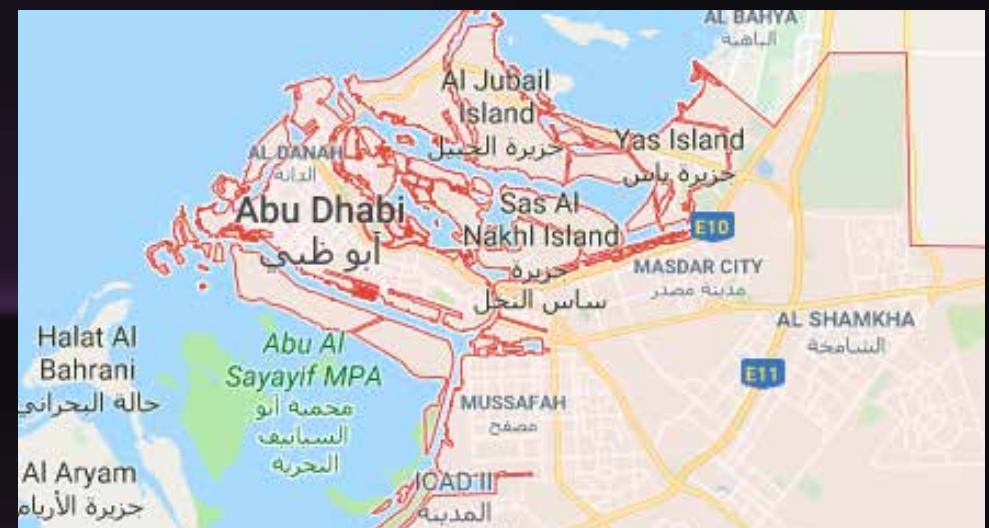 AL BAHYA
الباهية
Al Jubail
Island
جزيرة الجبيل
Yas Island
جزيرة ياس
AL DANAH
الدانة
Abu Dhabi
أبو ظبي
Sas Al
Nakhl Island
جزيرة
ساس النخل
E10
MASDAR CITY
مدينة مصدر
AL SHAMKHA
الشامخة
Halat Al
Bahrani
حالة البحراني
Abu Al
Sayayif MPA
محمية أبو
السيايف
البحرية
E11
MUSSAFAH
مصفح
Al Aryam
جزيرة الأريام
ICAD II
المدينة